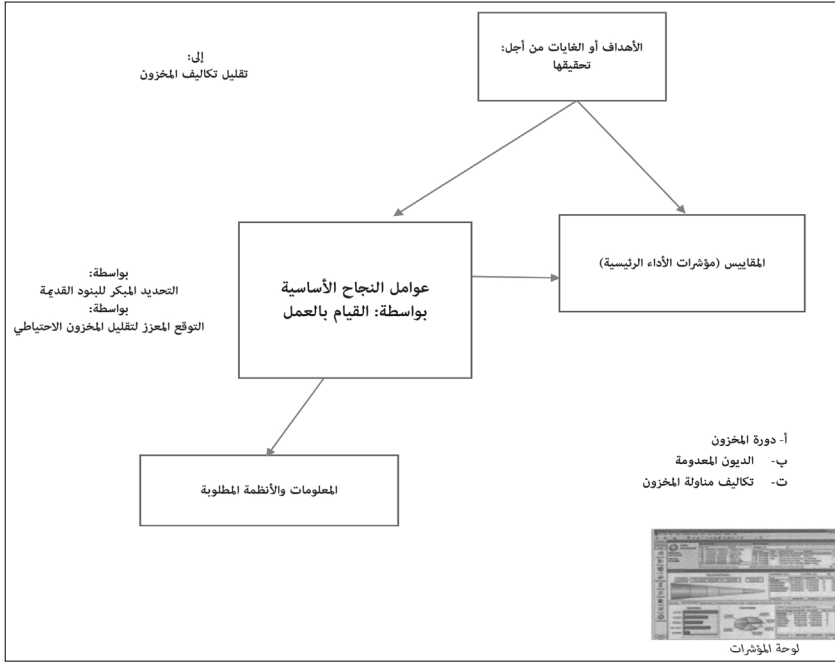 الأهداف أو الغايات من أجل:
تحقيقها
إلى:
تقليل تكاليف المخزون
المقاييس (مؤشرات الأداء الرئيسية)
عوامل النجاح الأساسية
بواسطة: القيام بالعمل
بواسطة:
التحديد المبكر للبنود القديمة
بواسطة:
التوقع المعزز لتقليل المخزون الاحتياطي
أ- دورة المخزون
ب- الديون المعدومة
ت- تكاليف مناولة المخزون
المعلومات والأنظمة المطلوبة
لوحة المؤشرات